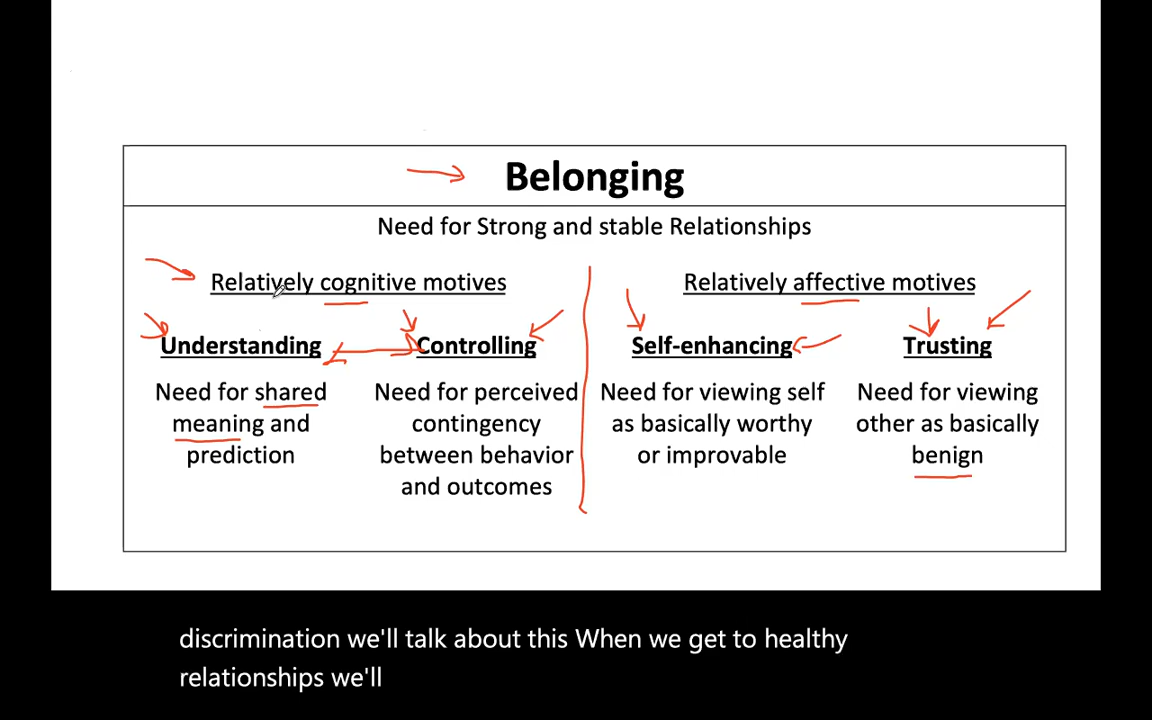 Belonging
Need for Strong and stable Relationships
Relatively cognitive motives
Relatively affective motives
Understanding
Controlling
Self-enhancing
Trusting
Need for shared
meaning and
prediction
Need for perceived
contingency
between behavior
and outcomes
Need for viewing self
as basically worthy
or improvable
Need for viewing
other as basically
benign
discrimination we'll talk about this When we get to healthy
relationships we'll